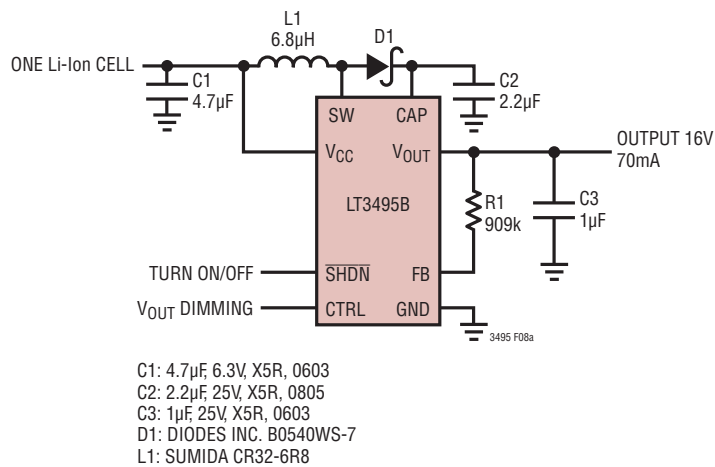 L1
6.8µH
D1
ONE Li-Ion CELL
C1
4.7µF
C2
2.2µF
SW
CAP
VCC
VOUT
OUTPUT 16V
70mA
LT3495B
R1
909k
C3
1µF
TURN ON/OFF
SHDN
FB
VOUT DIMMING
CTRL
GND
3495 F08a
C1: 4.7µF, 6.3V, X5R, 0603
C2: 2.2µF, 25V, X5R, 0805
C3: 1µF, 25V, X5R, 0603
D1: DIODES INC. B0540WS-7
L1: SUMIDA CR32-6R8